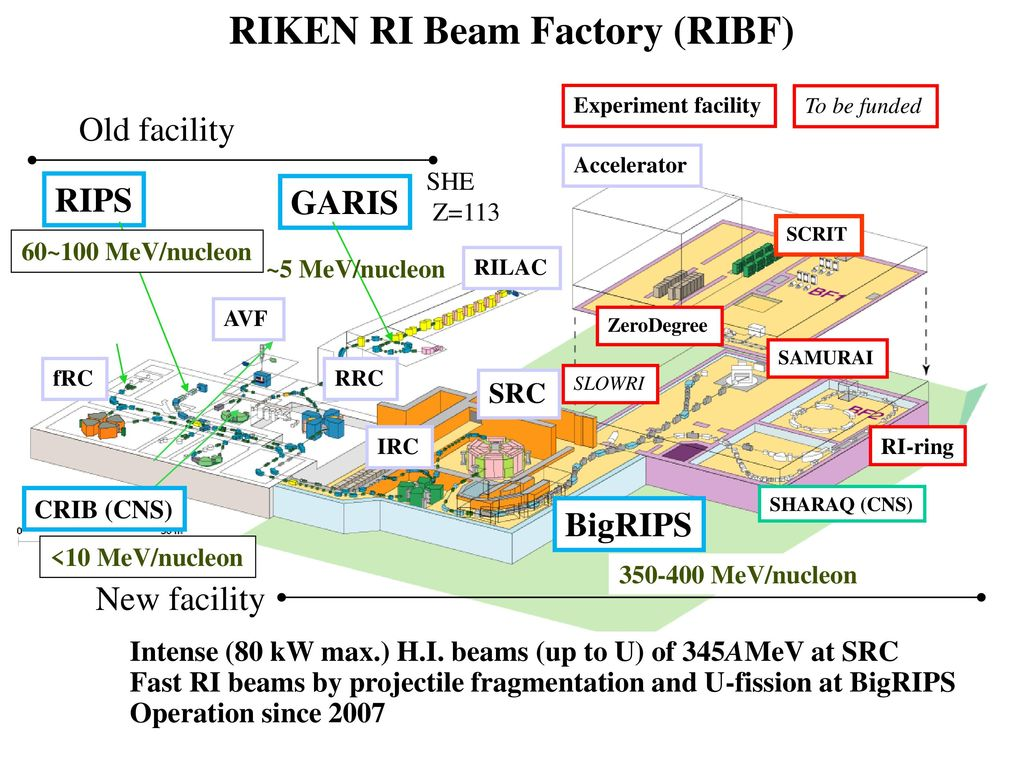 RIKEN RI Beam Factory (RIBF)
Experiment facility
To be funded
Old facility
Accelerator
RIPS
GARIS
SHE
Z=113
SCRIT
60~100 MeV/nucleon
~5 MeV/nucleon
RILAC
BF1
AVF
ZeroDegree
SAMURAI
fRC
RRC
SRC
SLOWRI
BF2
IRC
RI-ring
CRIB (CNS)
SHARAQ (CNS)
BigRIPS
0
<10 MeV/nucleon
350-400 MeV/nucleon
New facility
Intense (80 kW max.) H.I. beams (up to U) of 345AMeV at SRC
Fast RI beams by projectile fragmentation and U-fission at BigRIPS
Operation since 2007